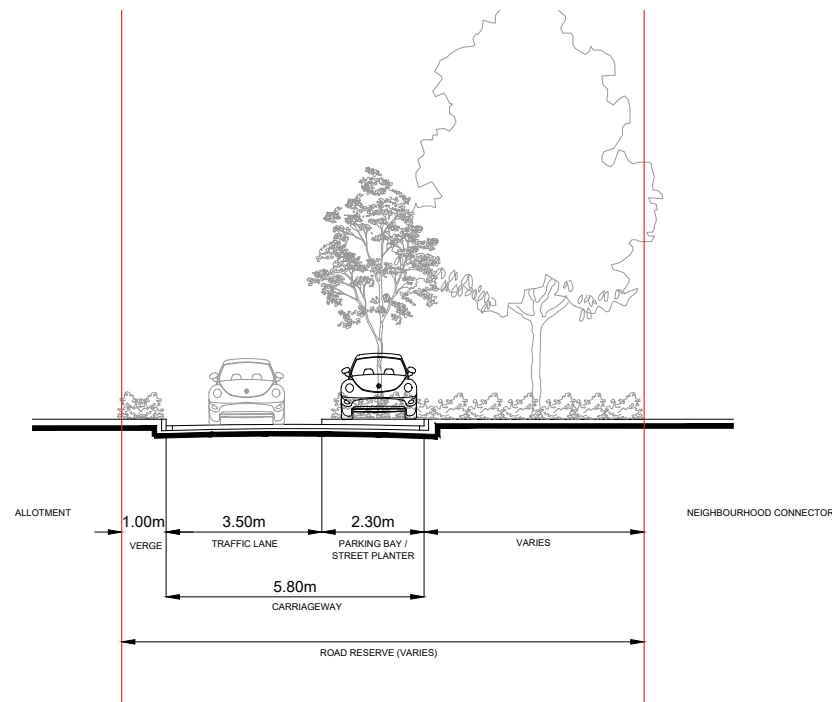 ALLOTMENT
NEIGHBOURHOOD CONNECTOR
1.00m
3.50m
2.30m
VERGE
TRAFFIC LANE
PARKING BAY /
STREET PLANTER
VARIES
5.80m
CARRIAGEWAY
ROAD RESERVE (VARIES)